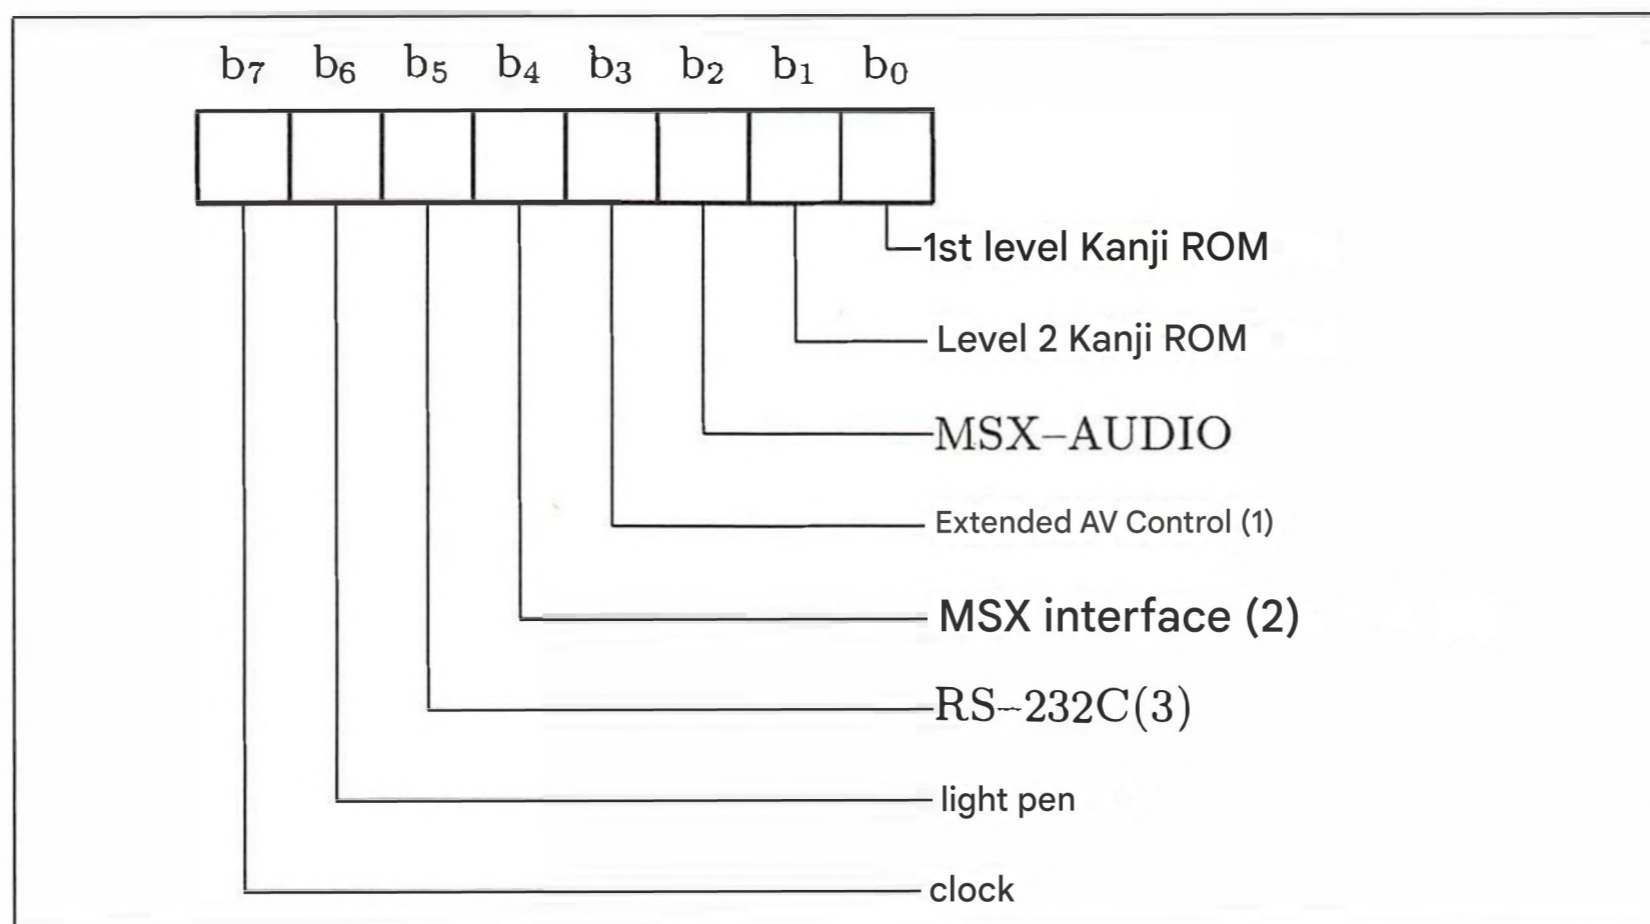 b7 b6 b5 b4 b3 b2 b1 b0
1st level Kanji ROM
Level 2 Kanji ROM
MSX–AUDIO
Extended AV Control (1)
MSX interface (2)
RS–232C(3)
light pen
clock